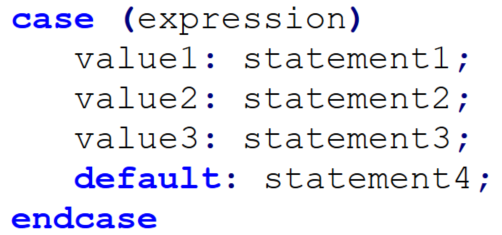 case (expression)
value1: statement1;
value2: statement2;
value3: statement3;
default: statement4;
endcase